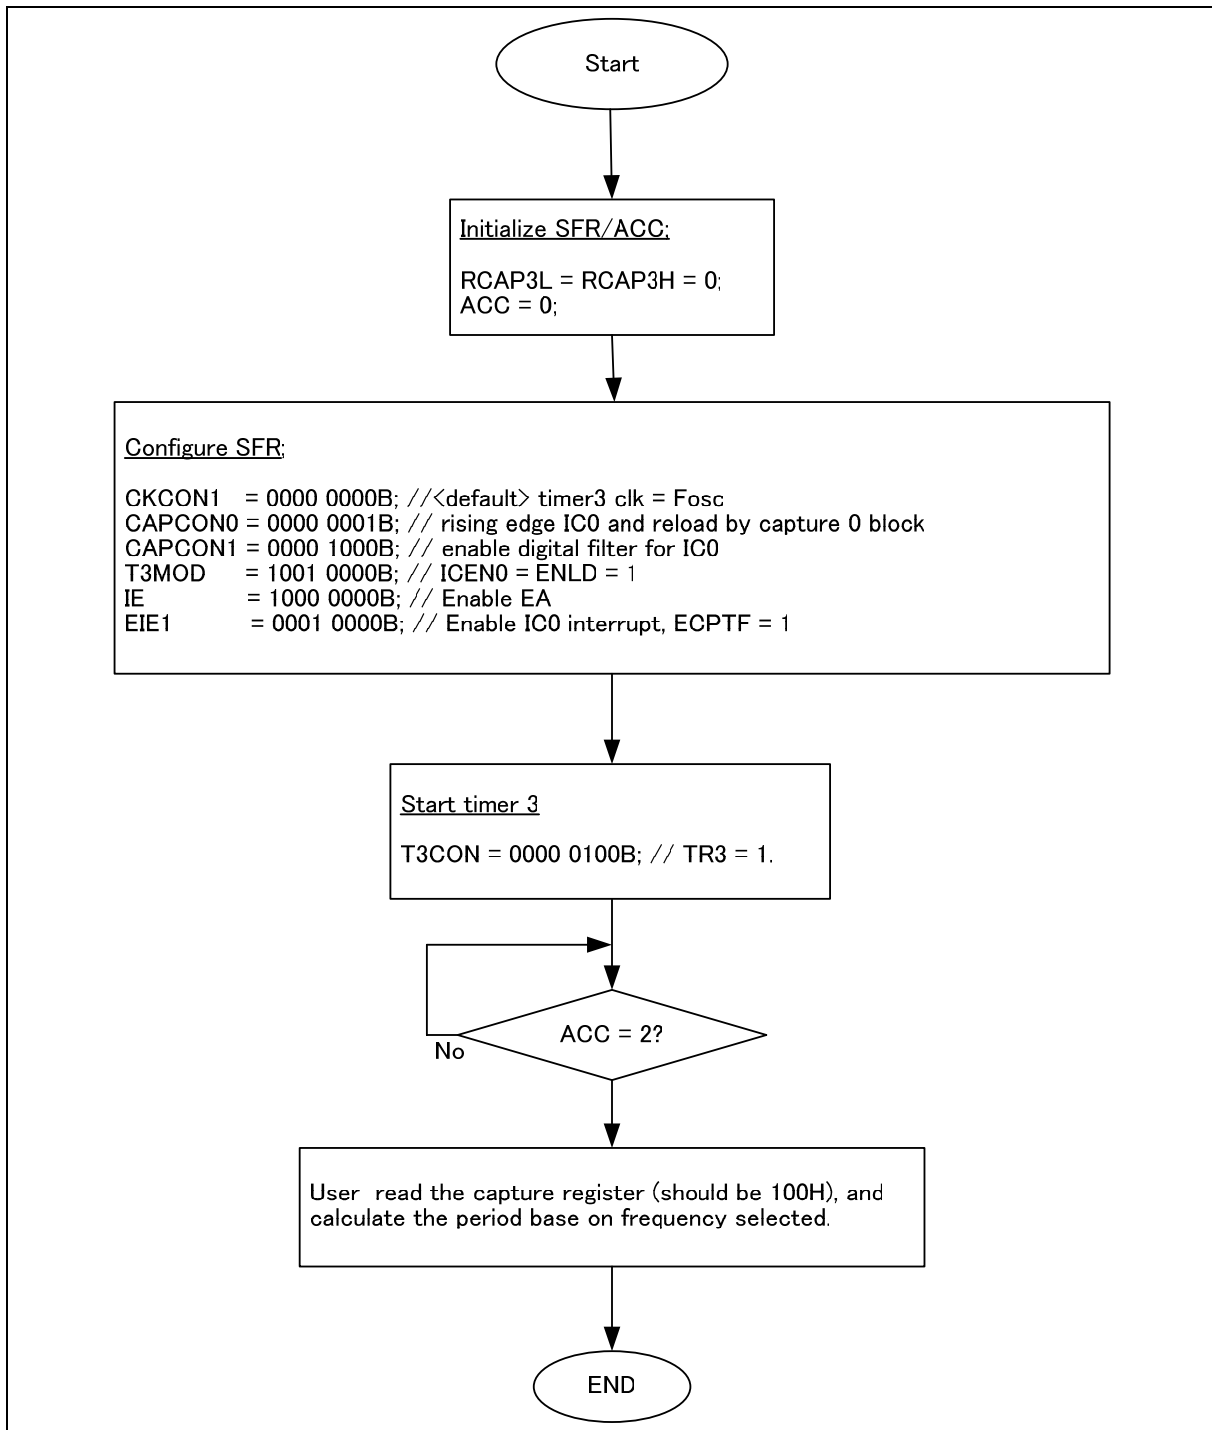 Start
Initialize SFR/ACC;
RCAP3L = RCAP3H = 0;
ACC = 0;
Configure SFR;
CKCON1 = 0000 0000B; //<default> timer3 clk = Fosc
CAPCON0 = 0000 0001B; // rising edge IC0 and reload by capture 0 block
CAPCON1 = 0000 1000B; // enable digital filter for IC0
T3MOD = 1001 0000B; // ICEN0 = ENLD = 1
IE = 1000 0000B; // Enable EA
EIE1 = 0001 0000B; // Enable IC0 interrupt, ECPTF = 1
Start timer 3
T3CON = 0000 0100B; // TR3 = 1.
ACC = 2?
No
User read the capture register (should be 100H), and
calculate the period base on frequency selected.
END